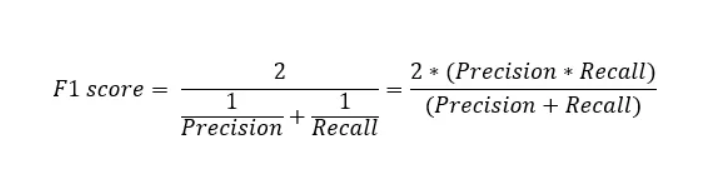 F1 score = 2 / (1/Precision + 1/Recall) = 2 * (Precision * Recall) / (Precision + Recall)